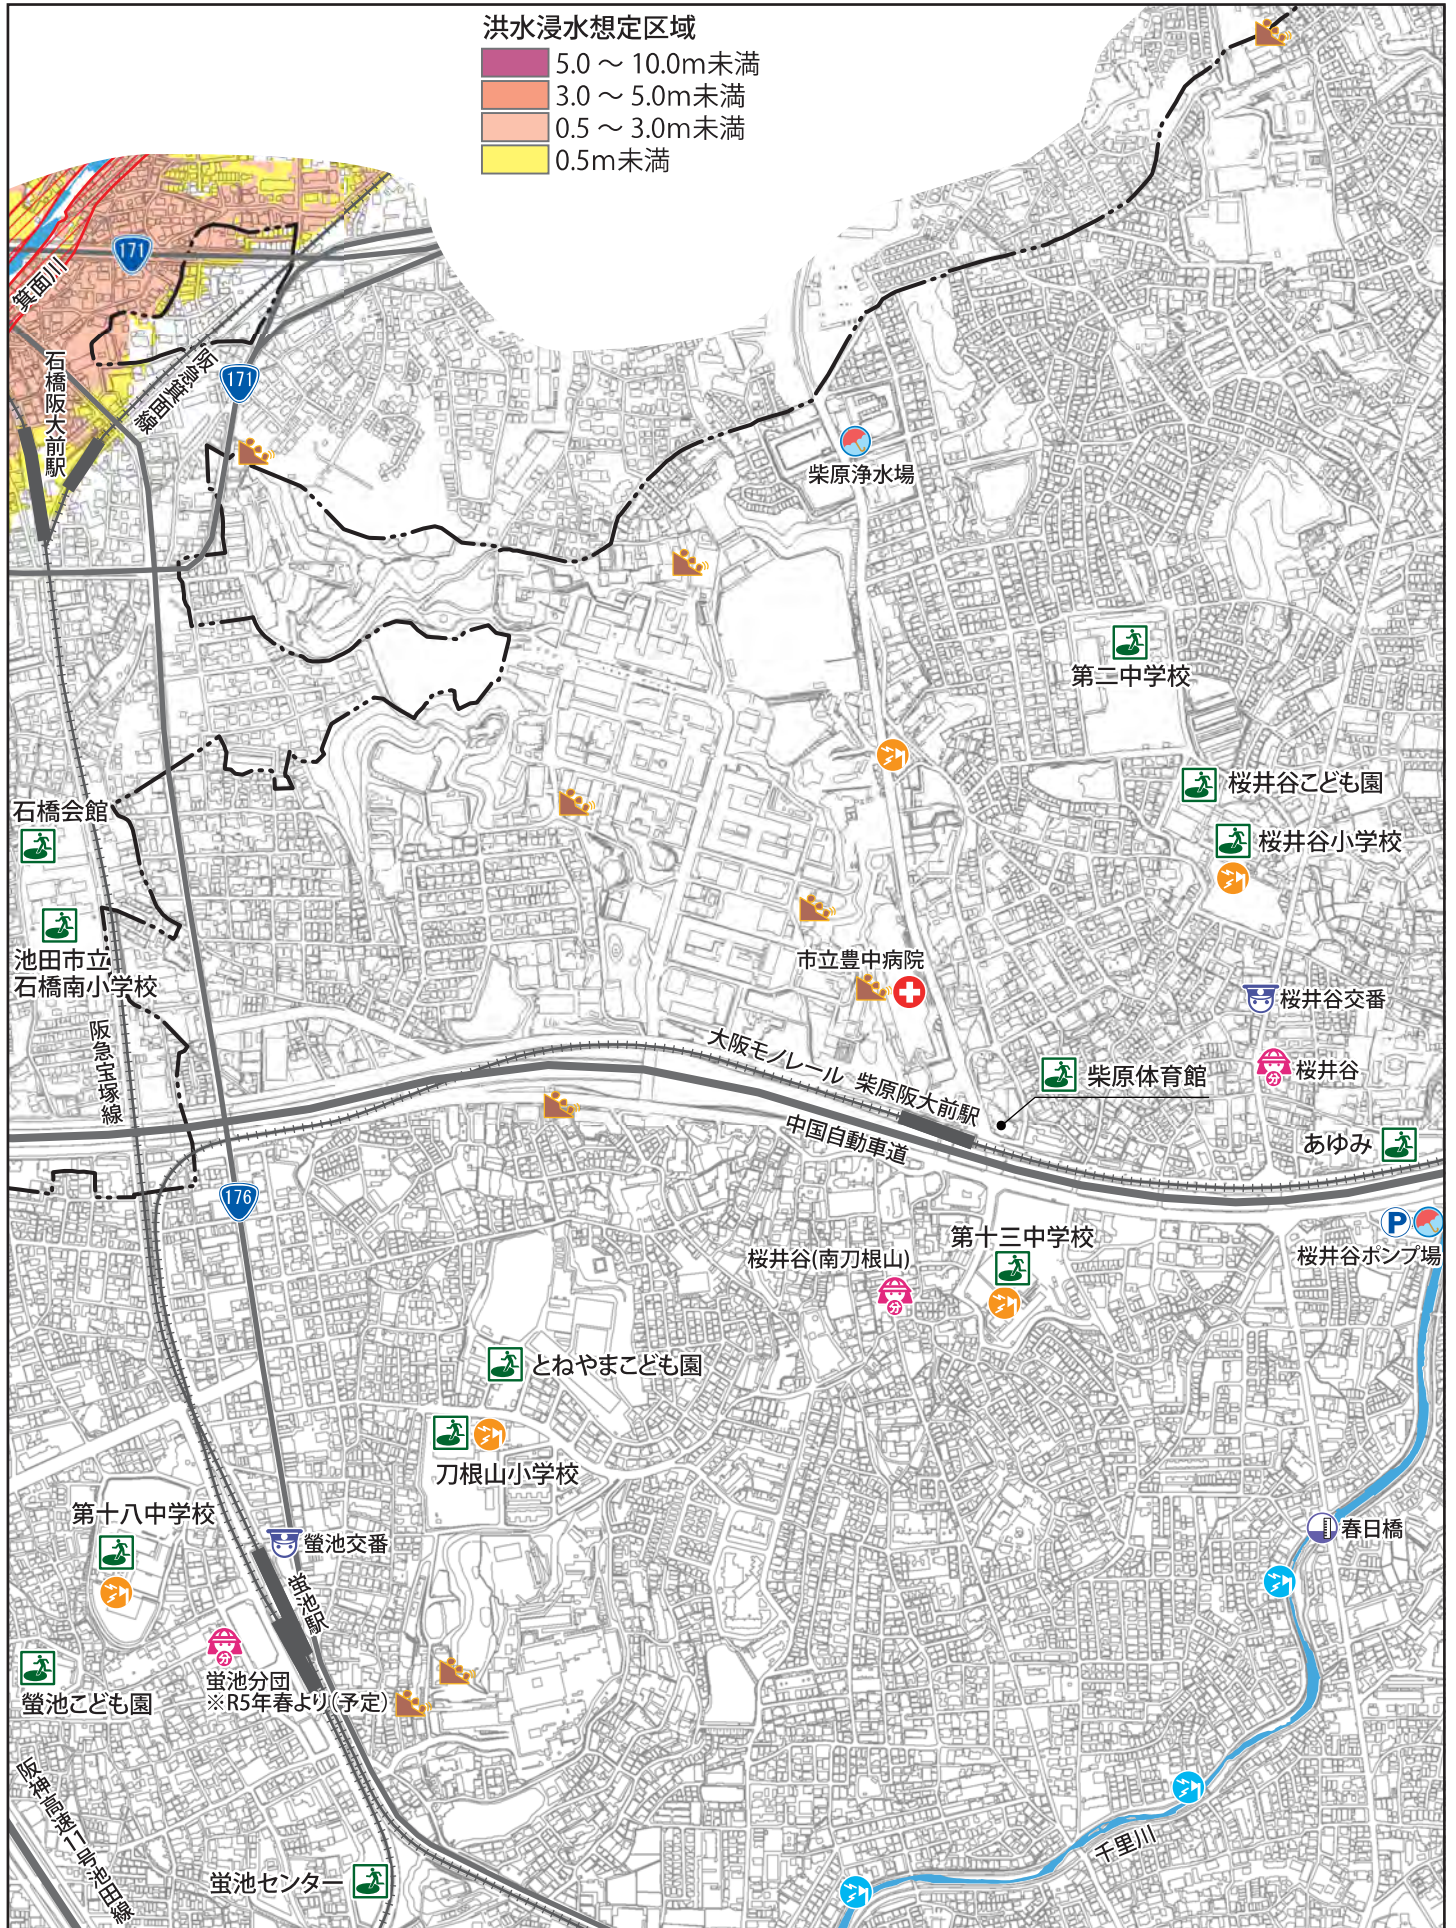 洪水浸水想定区域
5.0 ～ 10.0m未満
3.0 ～ 5.0m未満
0.5 ～ 3.0m未満
0.5m未満
171
箕面川
石橋阪大前駅
阪急箕面線
171
柴原浄水場
第二中学校
桜井谷こども園
石橋会館
桜井谷小学校
池田市立
石橋南小学校
市立豊中病院
桜井谷交番
阪急宝塚線
大阪モノレール 柴原阪大前駅
柴原体育館
桜井谷
分
中国自動車道
あゆみ
176
P
桜井谷ポンプ場
第十三中学校
桜井谷(南刀根山)
分
とねやまこども園
刀根山小学校
第十八中学校
螢池交番
春日橋
蛍池駅
分
螢池分団
※R5年春より(予定)
螢池こども園
阪神高速11号池田線
千里川
蛍池センター